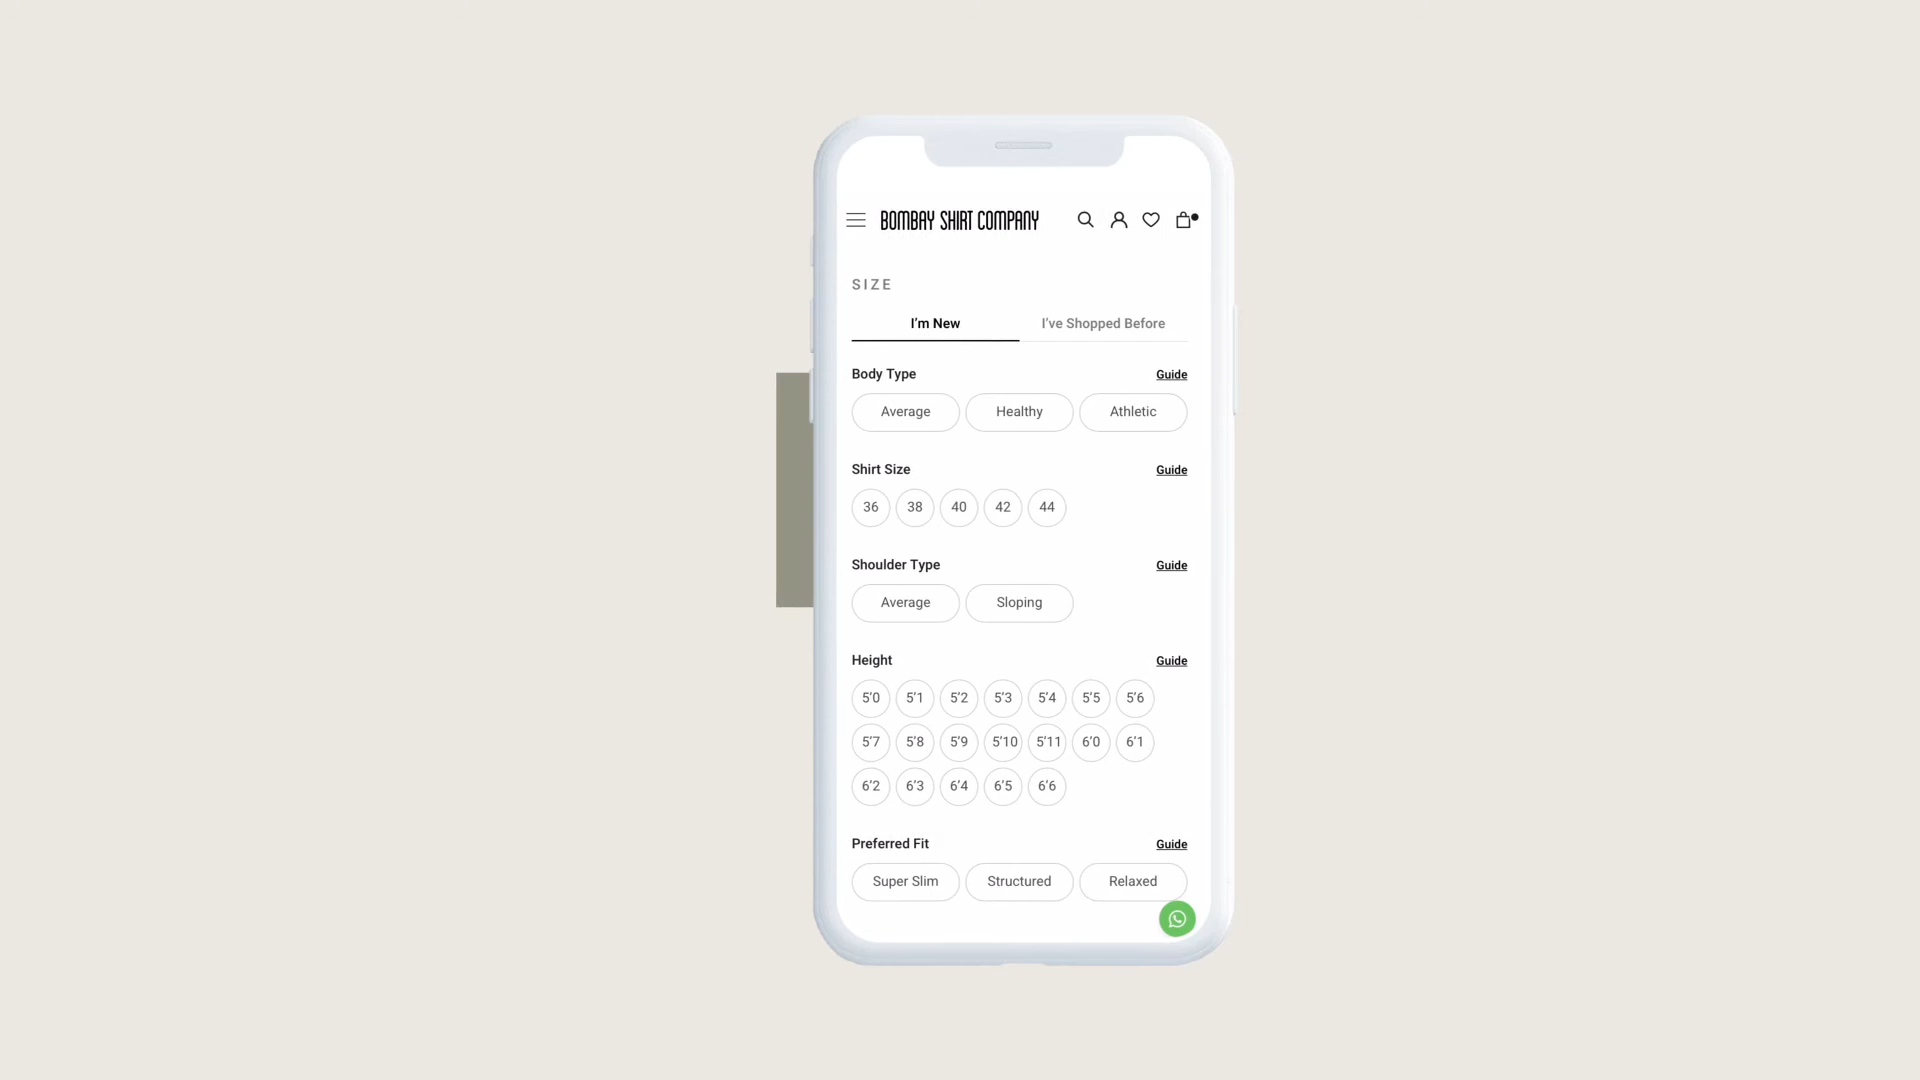 BOMBAY SHIRT COMPANY
SIZE
I'm New I've Shopped Before
Body Type Guide
Average Healthy Athletic
Shirt Size Guide
36 38 40 42 44
Shoulder Type Guide
Average Sloping
Height Guide
5'0 5'1 5'2 5'3 5'4 5'5 5'6
5'7 5'8 5'9 5'10 5'11 6'0 6'1
6'2 6'3 6'4 6'5 6'6
Preferred Fit Guide
Super Slim Structured Relaxed